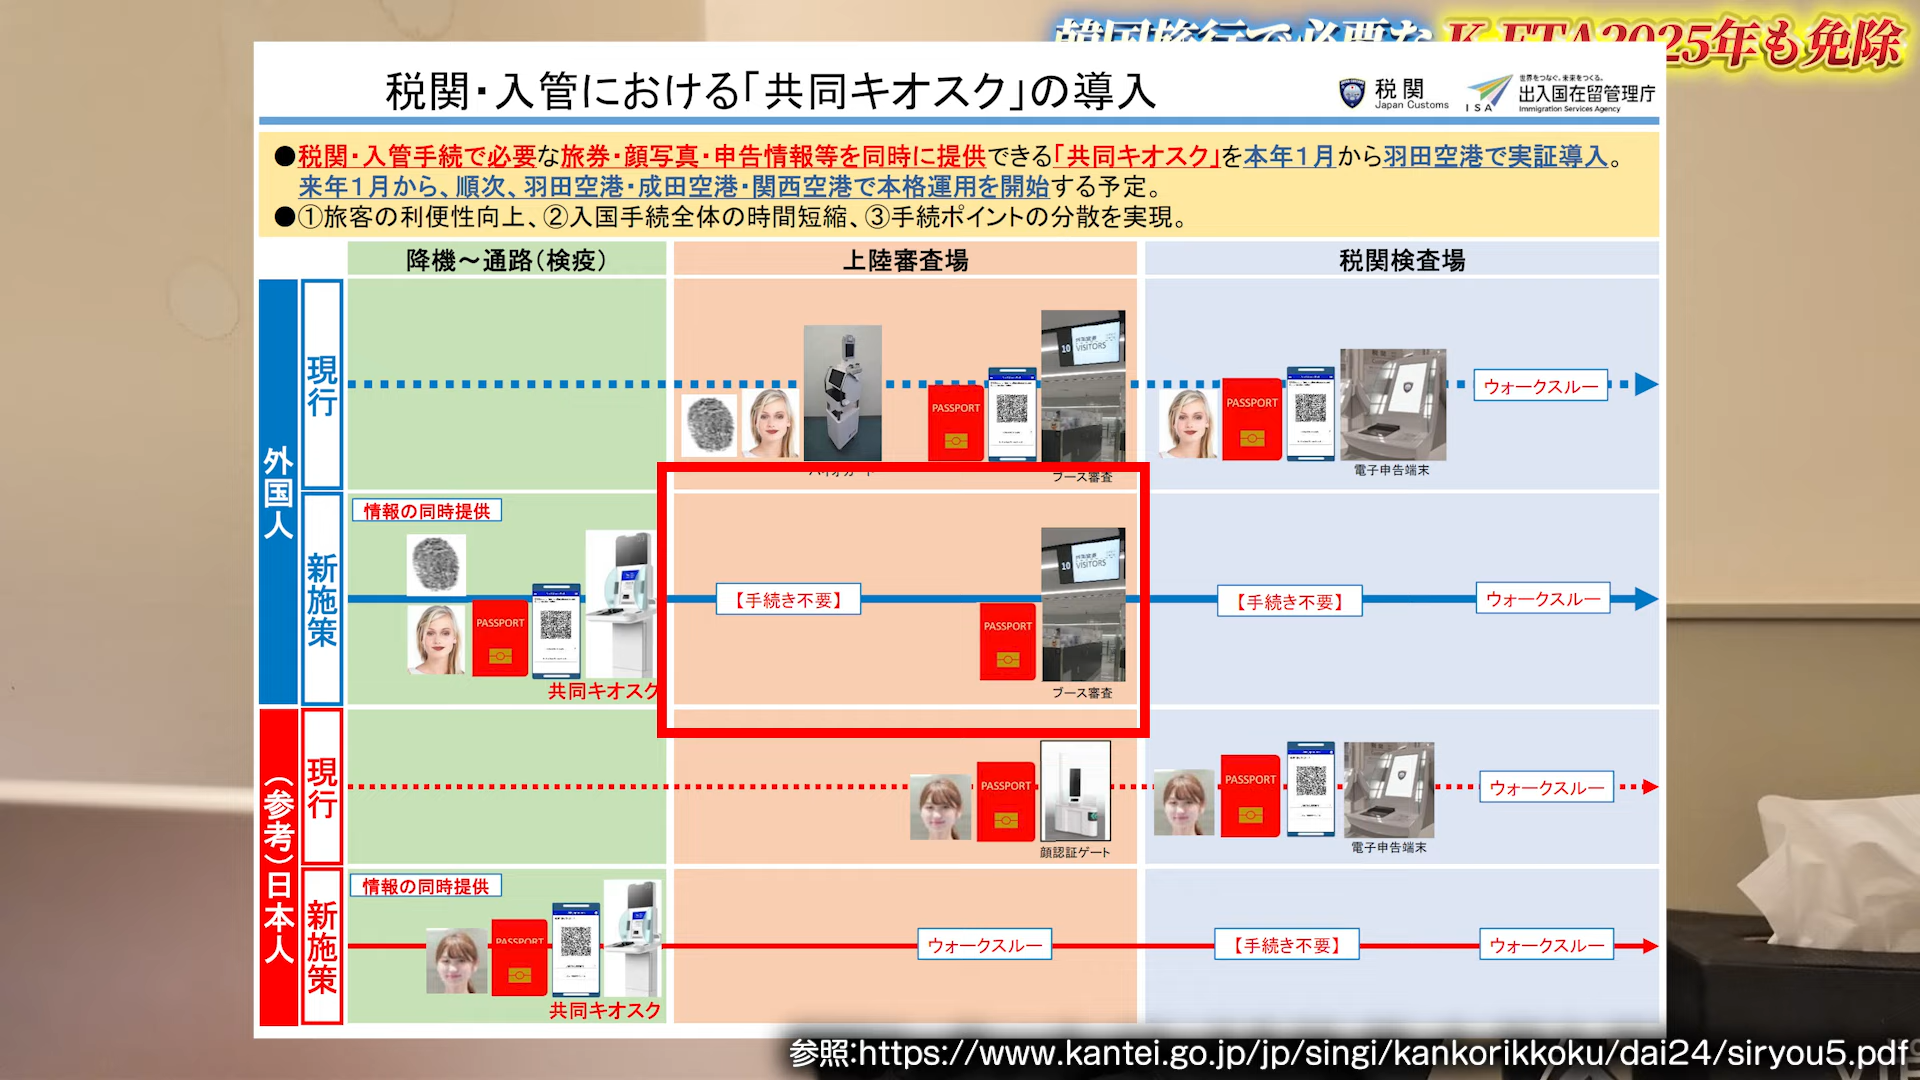 韓国旅行で必要なK-ETA2025年も免除
税関・入管における「共同キオスク」の導入
税関
Japan Customs
ISA
世界をつなぐ。未来をつくる。
出入国在留管理庁
Immigration Services Agency
●税関・入管手続で必要な旅券・顔写真・申告情報等を同時に提供できる「共同キオスク」を本年1月から羽田空港で実証導入。
来年1月から、順次、羽田空港・成田空港・関西空港で本格運用を開始する予定。
●①旅客の利便性向上、②入国手続全体の時間短縮、③手続ポイントの分散を実現。
降機～通路（検疫）
上陸審査場
税関検査場
外国人
現行
PASSPORT
10 VISITORS
ブース審査
PASSPORT
電子申告端末
ウォークスルー
新施策
情報の同時提供
PASSPORT
共同キオスク
【手続き不要】
PASSPORT
10 VISITORS
ブース審査
【手続き不要】
ウォークスルー
（参考）日本人
現行
PASSPORT
顔認証ゲート
PASSPORT
電子申告端末
ウォークスルー
新施策
情報の同時提供
PASSPORT
共同キオスク
ウォークスルー
【手続き不要】
ウォークスルー
参照:https://www.kantei.go.jp/jp/singi/kankorikkoku/dai24/siryou5.pdf